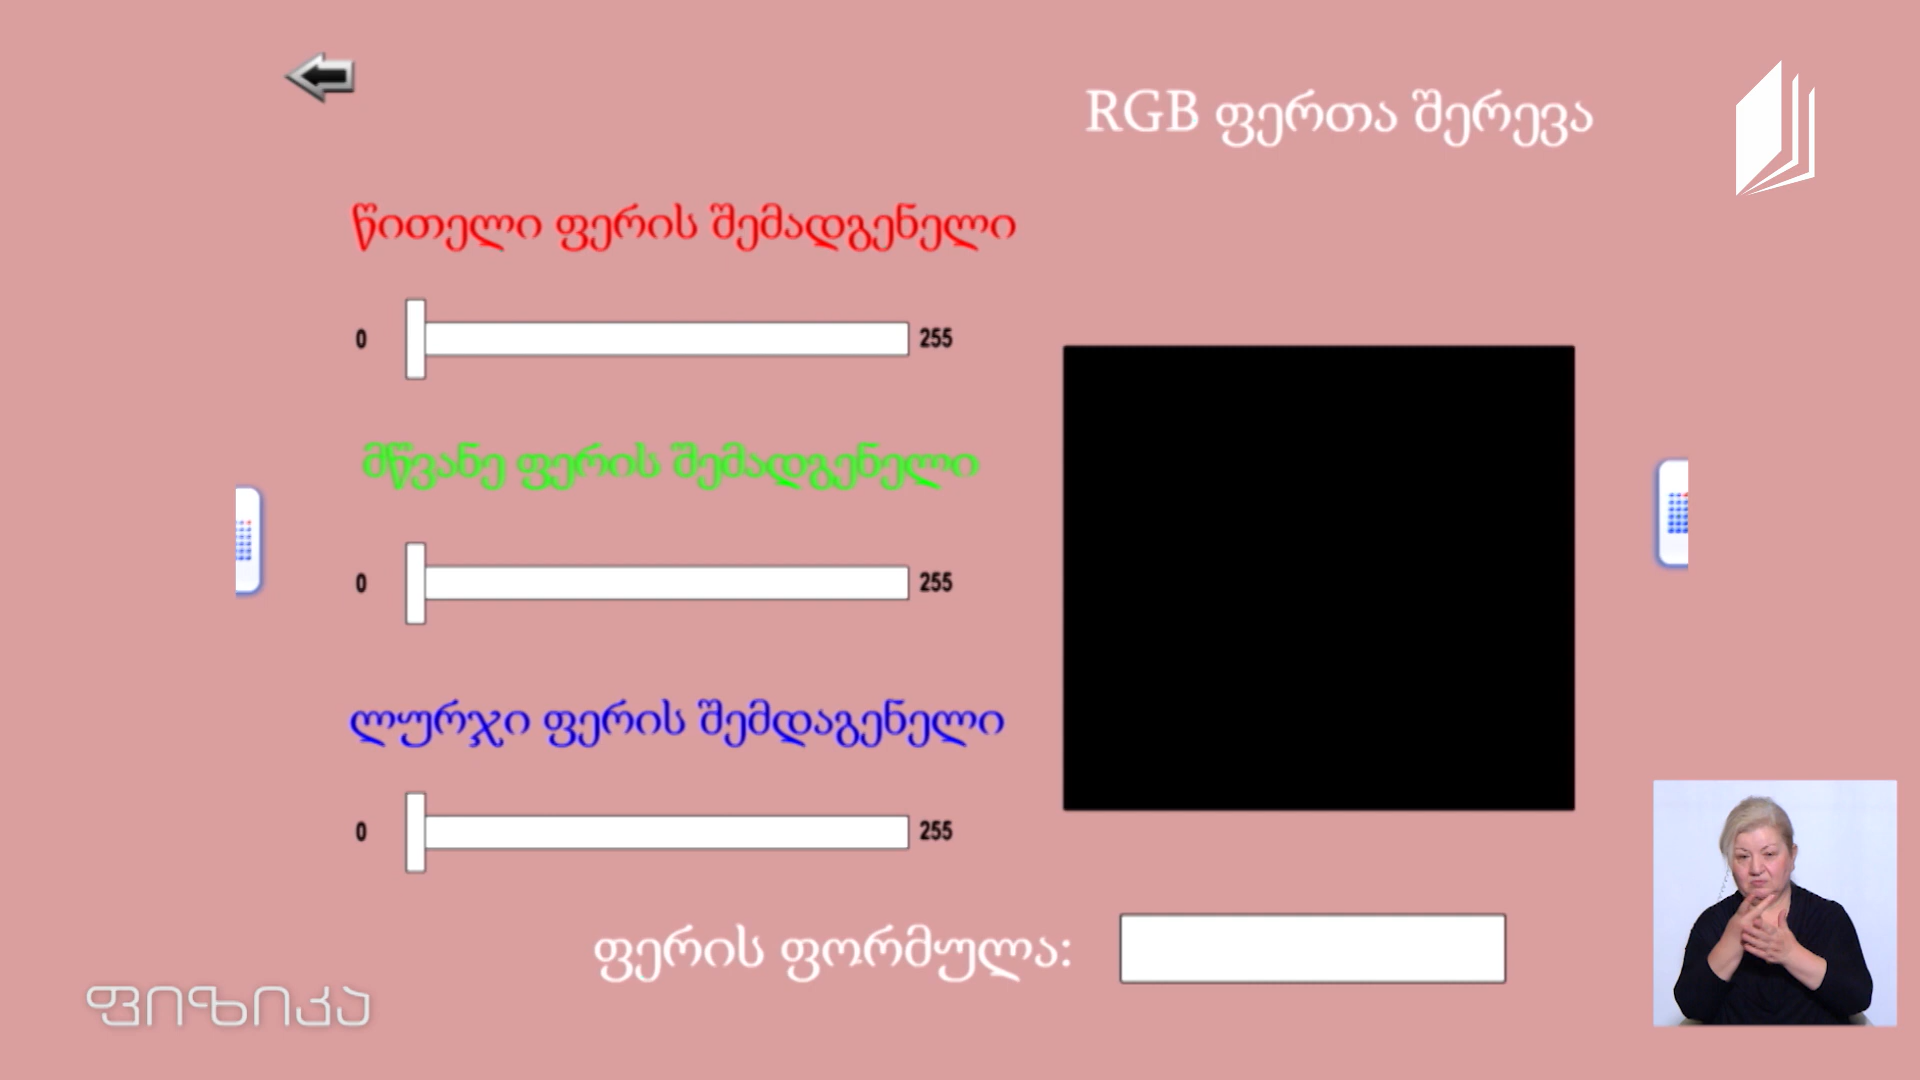 RGB ფერთა შერევა
წითელი ფერის შემადგენელი
0 255
მწვანე ფერის შემადგენელი
0 255
ლურჯი ფერის შემდაგენელი
0 255
ფერის ფორმულა:
ფიზიკა